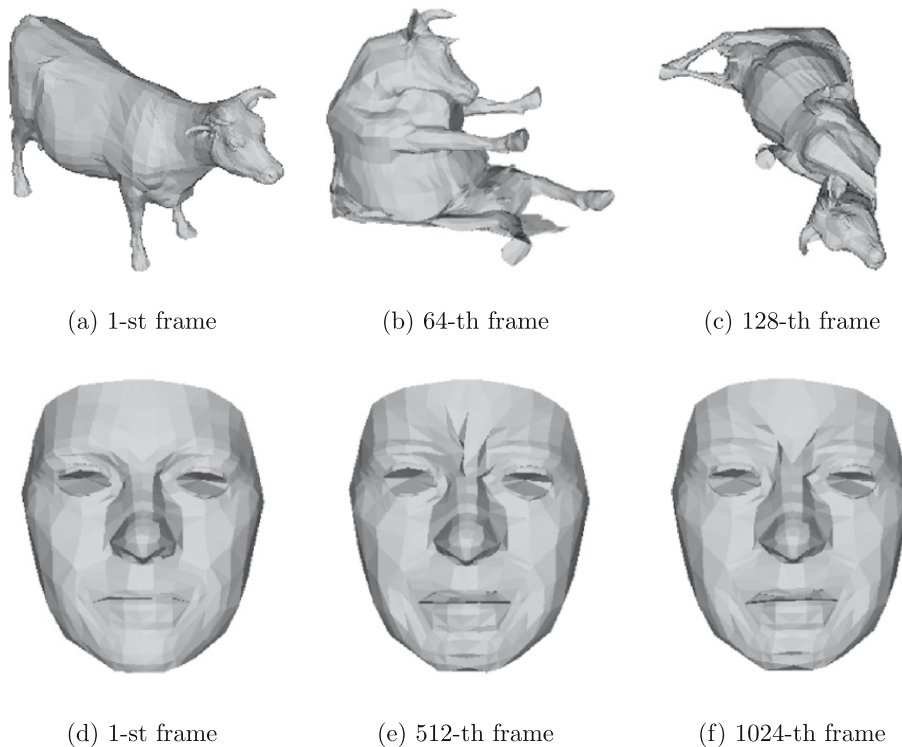 (a) 1-st frame
(b) 64-th frame
(c) 128-th frame
(d) 1-st frame
(e) 512-th frame
(f) 1024-th frame